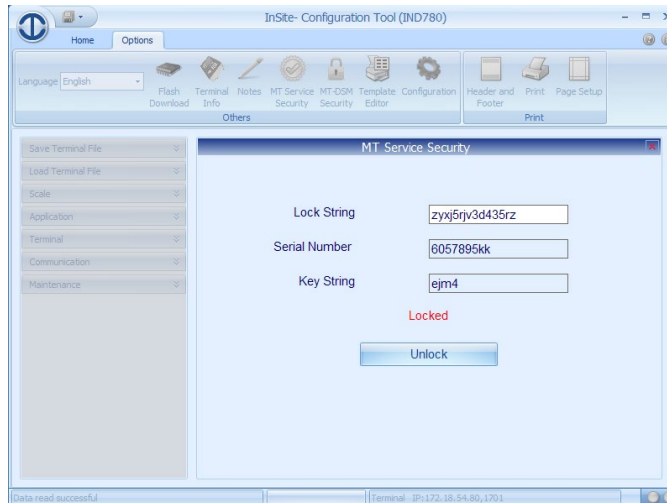 InSite- Configuration Tool (IND780)
Home Options
Language English
Flash Download
Terminal Info
Notes
MT Service Security
MT-DSM Security
Template Editor
Configuration
Header and Footer
Print
Page Setup
Others
Print
Save Terminal File
Load Terminal File
Scale
Application
Terminal
Communication
Maintenance
MT Service Security
Lock String zyxj5rjv3d435rz
Serial Number 6057895kk
Key String ejm4
Locked
Unlock
Data read successful
Terminal IP:172.18.54.80,1701